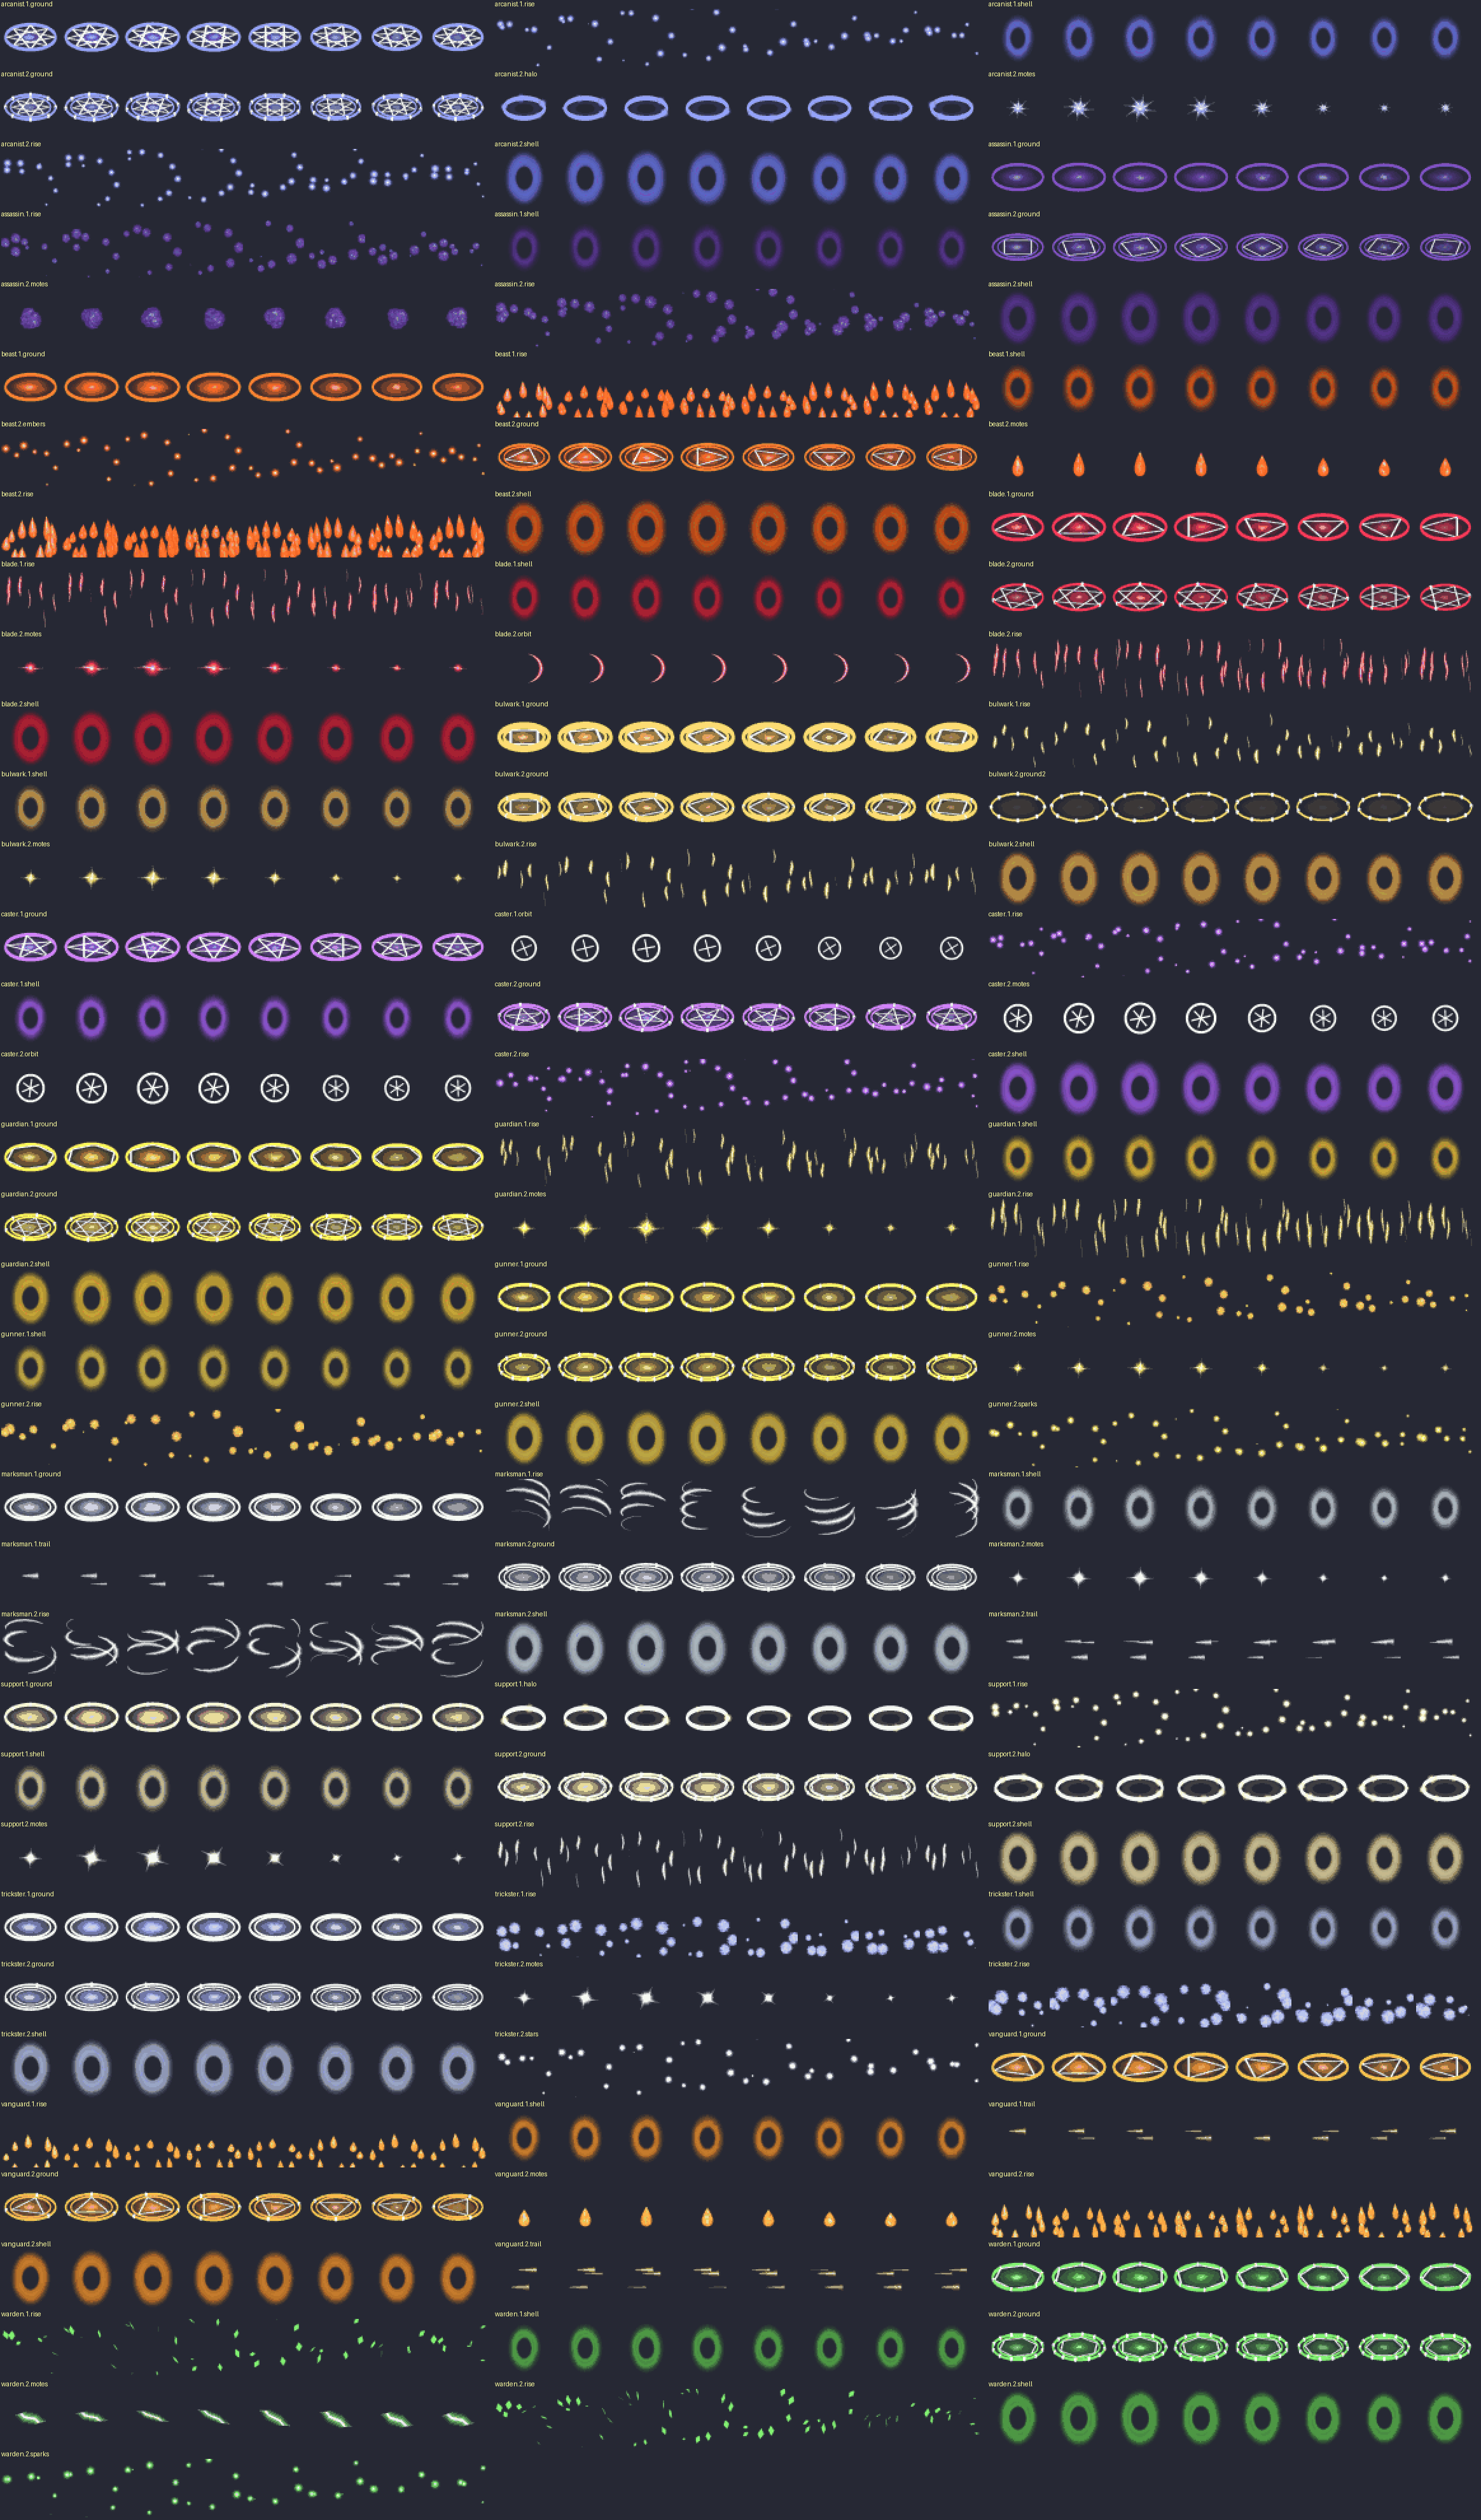 arcanist.1.ground
arcanist.1.rise
arcanist.1.shell
arcanist.2.ground
arcanist.2.halo
arcanist.2.motes
arcanist.2.rise
arcanist.2.shell
assassin.1.ground
assassin.1.rise
assassin.1.shell
assassin.2.ground
assassin.2.motes
assassin.2.rise
assassin.2.shell
beast.1.ground
beast.1.rise
beast.1.shell
beast.2.embers
beast.2.ground
beast.2.motes
beast.2.rise
beast.2.shell
blade.1.ground
blade.1.rise
blade.1.shell
blade.2.ground
blade.2.motes
blade.2.orbit
blade.2.rise
blade.2.shell
bulwark.1.ground
bulwark.1.rise
bulwark.1.shell
bulwark.2.ground
bulwark.2.ground2
bulwark.2.motes
bulwark.2.rise
bulwark.2.shell
caster.1.ground
caster.1.orbit
caster.1.rise
caster.1.shell
caster.2.ground
caster.2.motes
caster.2.orbit
caster.2.rise
caster.2.shell
guardian.1.ground
guardian.1.rise
guardian.1.shell
guardian.2.ground
guardian.2.motes
guardian.2.rise
guardian.2.shell
gunner.1.ground
gunner.1.rise
gunner.1.shell
gunner.2.ground
gunner.2.motes
gunner.2.rise
gunner.2.shell
gunner.2.sparks
marksman.1.ground
marksman.1.rise
marksman.1.shell
marksman.1.trail
marksman.2.ground
marksman.2.motes
marksman.2.rise
marksman.2.shell
marksman.2.trail
support.1.ground
support.1.halo
support.1.rise
support.1.shell
support.2.ground
support.2.halo
support.2.motes
support.2.rise
support.2.shell
trickster.1.ground
trickster.1.rise
trickster.1.shell
trickster.2.ground
trickster.2.motes
trickster.2.rise
trickster.2.shell
trickster.2.stars
vanguard.1.ground
vanguard.1.rise
vanguard.1.shell
vanguard.1.trail
vanguard.2.ground
vanguard.2.motes
vanguard.2.rise
vanguard.2.shell
vanguard.2.trail
warden.1.ground
warden.1.rise
warden.1.shell
warden.2.ground
warden.2.motes
warden.2.rise
warden.2.shell
warden.2.sparks